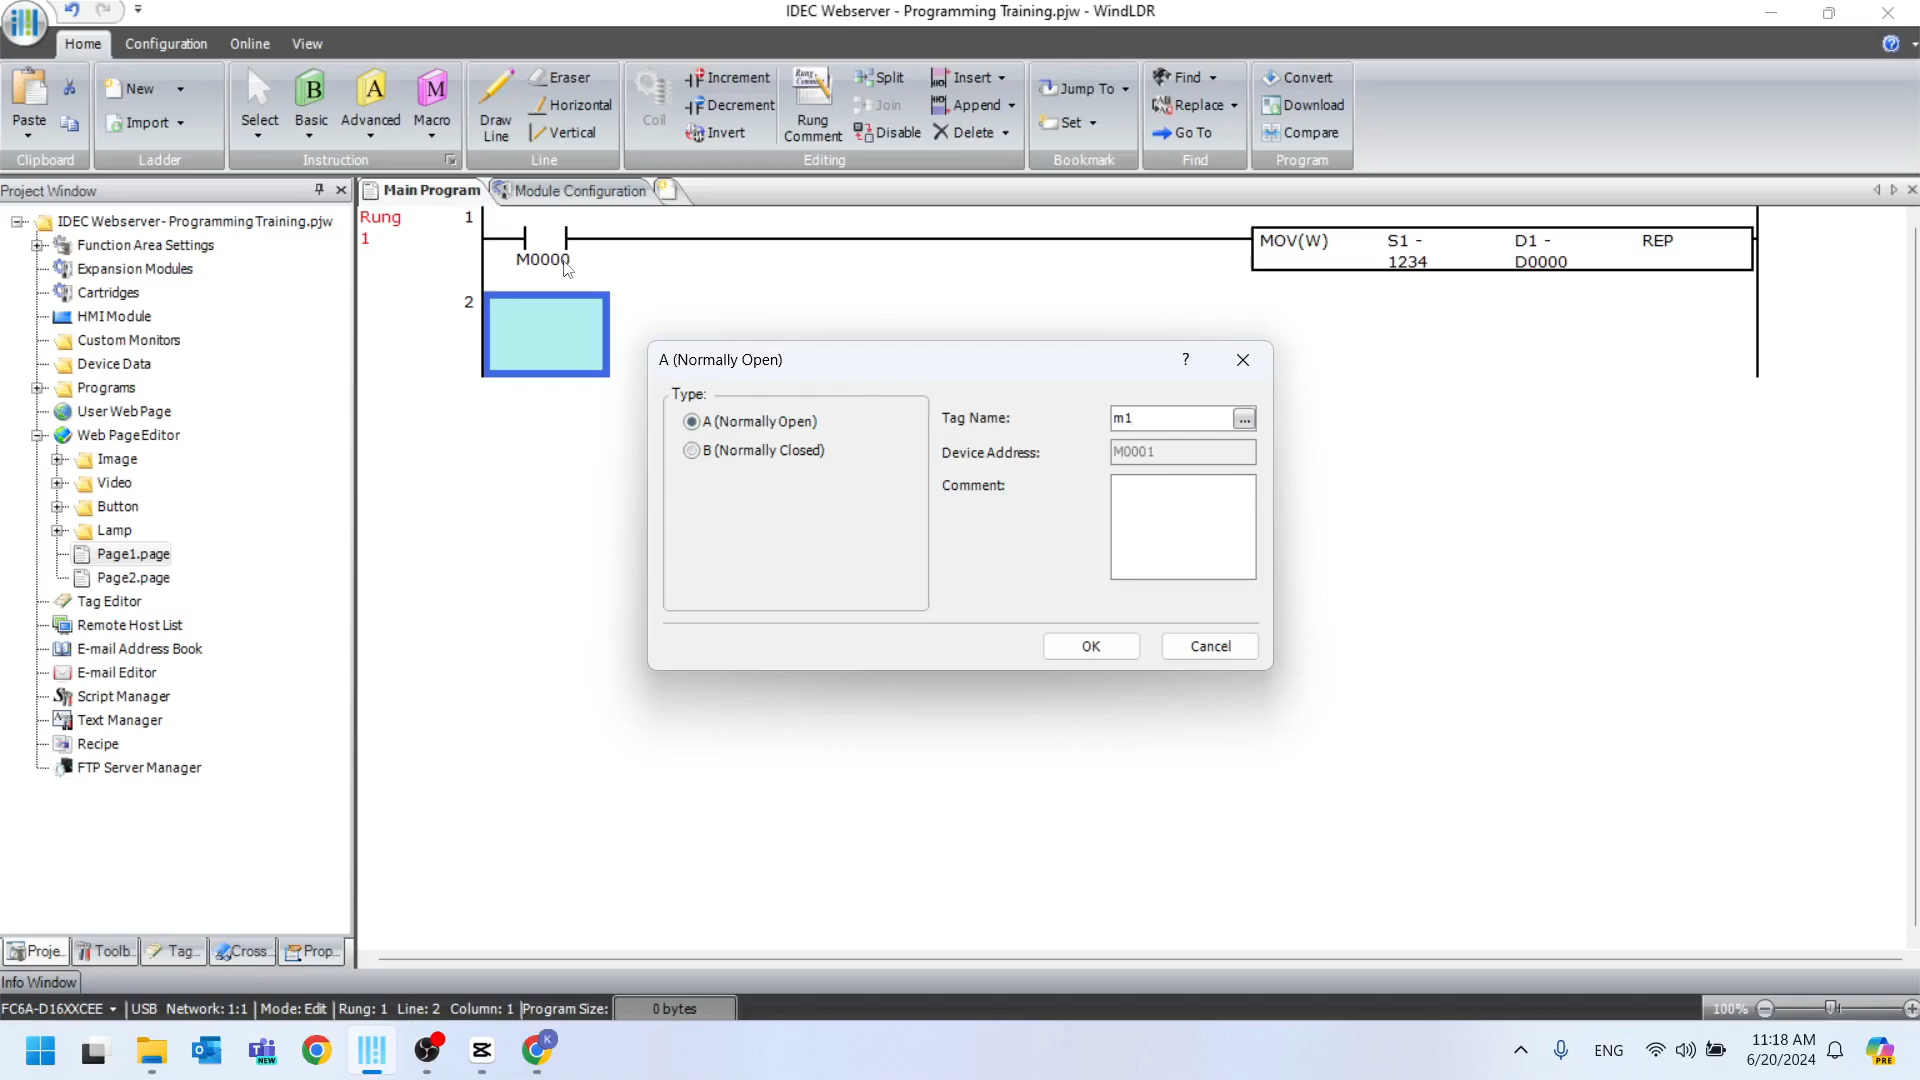 IDEC Webserver - Programming Training.pjw - WindLDR
Home Configuration Online View
Paste
Clipboard
New
Import
Ladder
Select
Basic
Advanced
Macro
Instruction
Draw Line
Eraser
Horizontal
Vertical
Line
Coil
Increment
Decrement
Invert
Rung Comment
Split
Join
Disable
Insert
Append
Delete
Editing
Jump To
Set
Bookmark
Find
Replace
Go To
Find
Convert
Download
Compare
Program
Project Window
IDEC Webserver- Programming Training.pjw
Function Area Settings
Expansion Modules
Cartridges
HMI Module
Custom Monitors
Device Data
Programs
User Web Page
Web Page Editor
Image
Video
Button
Lamp
Page1.page
Page2.page
Tag Editor
Remote Host List
E-mail Address Book
E-mail Editor
Script Manager
Text Manager
Recipe
FTP Server Manager
Proje... Toolb... Tag... Cross... Prop...
Main Program Module Configuration
Rung 1
1
M0000
MOV(W) S1 - D1 - REP
1234 D0000
2
A (Normally Open) ?
Type:
A (Normally Open)
B (Normally Closed)
Tag Name: m1 ...
Device Address: M0001
Comment:
OK Cancel
Info Window
FC6A-D16XXCEE USB Network: 1:1 Mode: Edit Rung: 1 Line: 2 Column: 1 Program Size: 0 bytes 100%
NEW
K
ENG
11:18 AM
6/20/2024
PRE